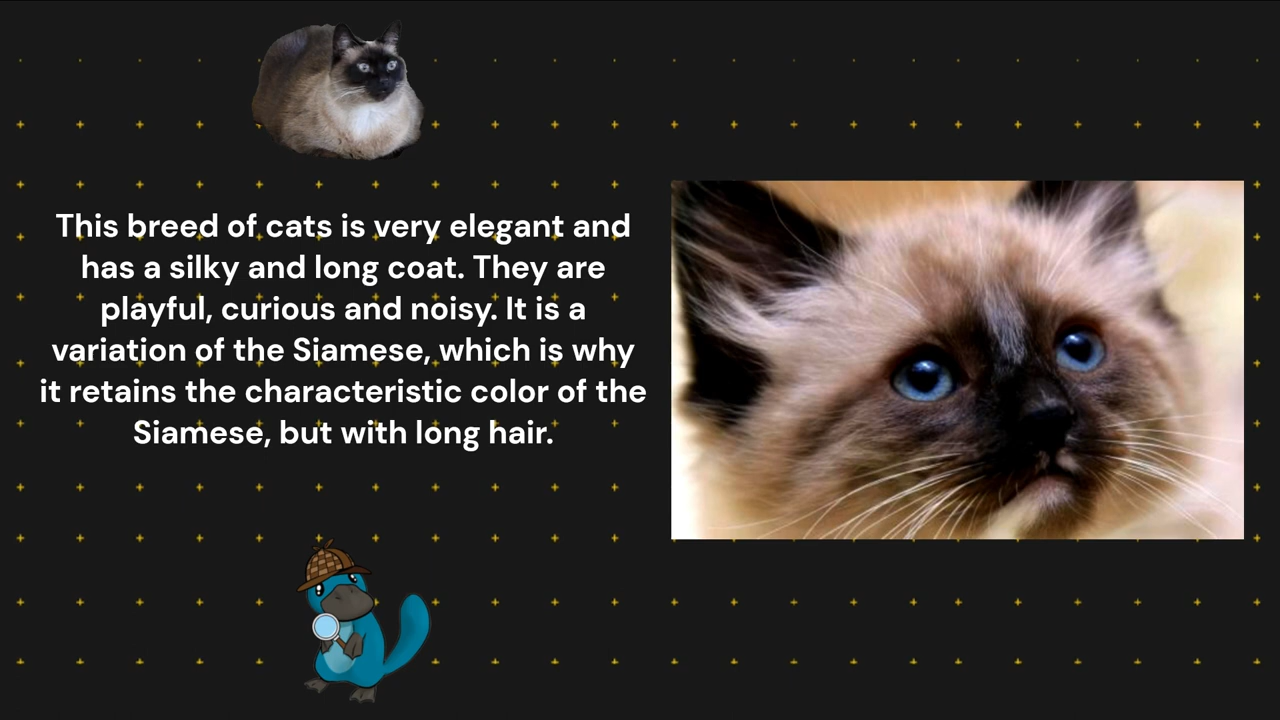 This breed of cats is very elegant and
has a silky and long coat. They are
playful, curious and noisy. It is a
variation of the Siamese, which is why
it retains the characteristic color of the
Siamese, but with long hair.